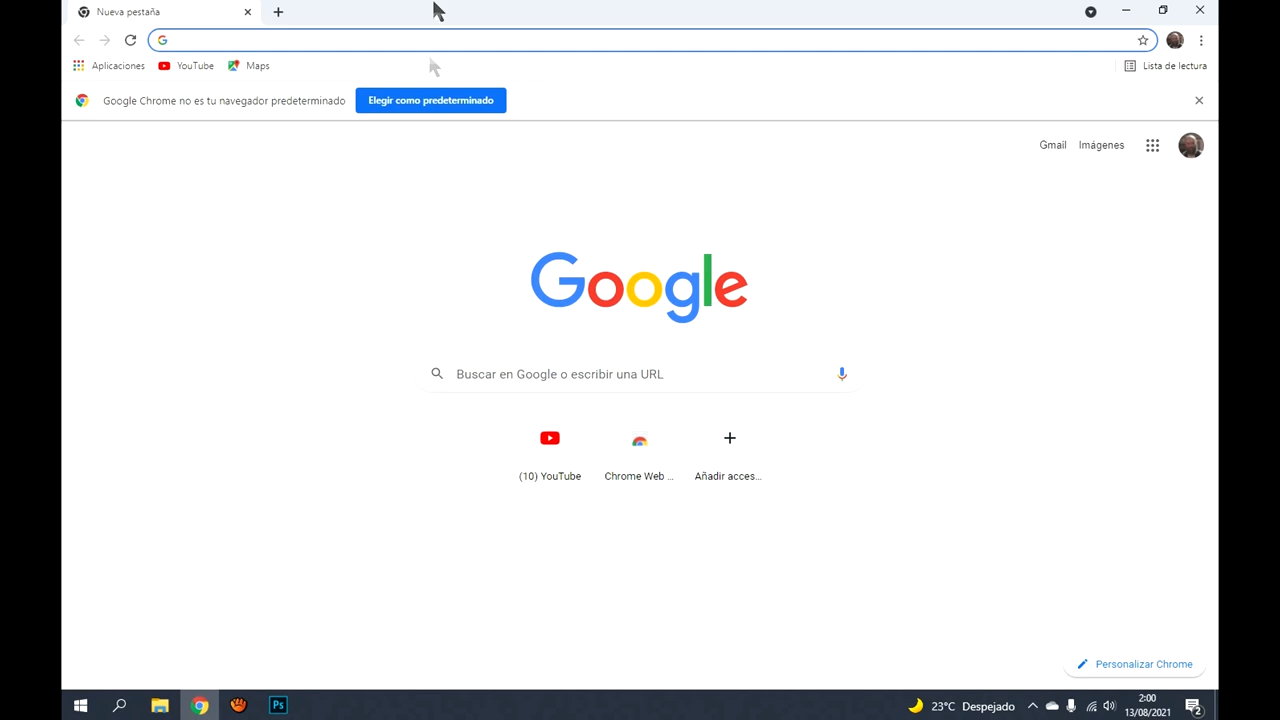 Nueva pestaña
Aplicaciones
YouTube
Maps
Lista de lectura
Google Chrome no es tu navegador predeterminado
Elegir como predeterminado
Gmail
Imágenes
Google
Buscar en Google o escribir una URL
(10) YouTube
Chrome Web ...
Añadir acces...
Personalizar Chrome
Ps
23°C Despejado
2:00
13/08/2021
2